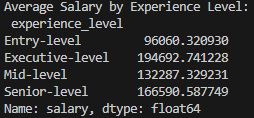 Average Salary by Experience Level:
experience_level
Entry-level 96060.320930
Executive-level 194692.741228
Mid-level 132287.329231
Senior-level 166590.587749
Name: salary, dtype: float64